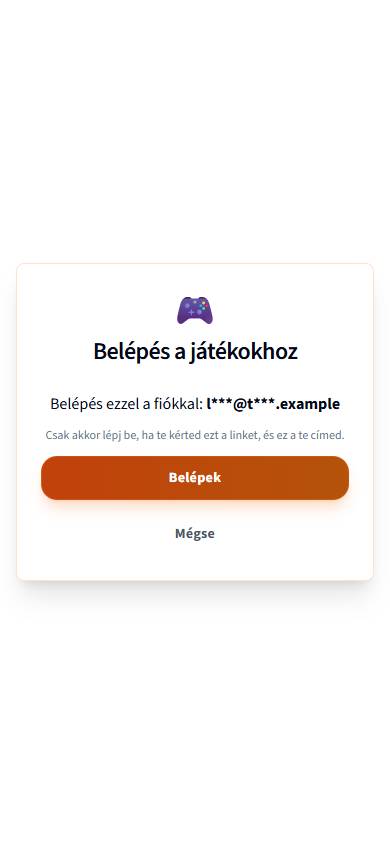 Belépés a játékokhoz
Belépés ezzel a fiókkal: l***@t***.example
Csak akkor lépj be, ha te kérted ezt a linket, és ez a te címed.
Belépek
Mégse